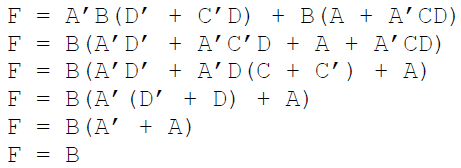 F = A′B(D′ + C′D) + B(A + A′CD)
F = B(A′D′ + A′C′D + A + A′CD)
F = B(A′D′ + A′D(C + C′) + A)
F = B(A′(D′ + D) + A)
F = B(A′ + A)
F = B